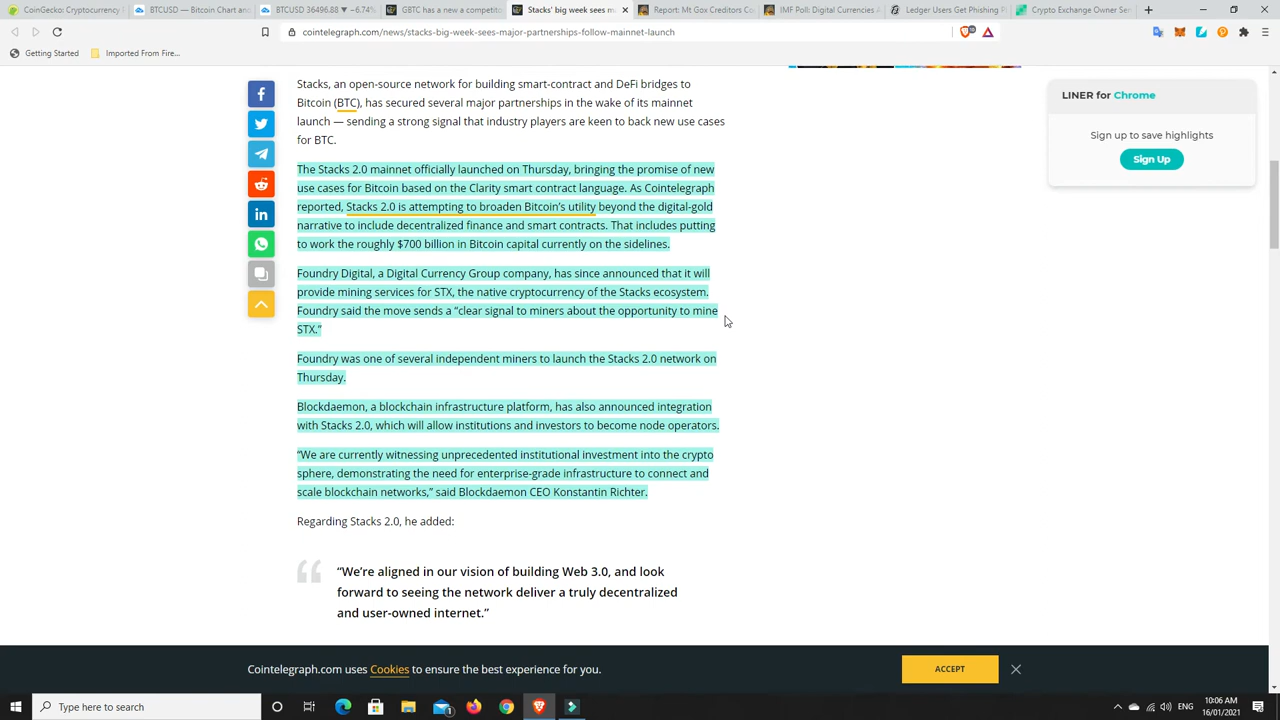 CoinGecko: Cryptocurrency
BTCUSD — Bitcoin Chart and
BTCUSD 36496.88 ▼ −6.74%
GBTC has a new a competito
Stacks' big week sees m
Report: Mt Gox Creditors Co
IMF Poll: Digital Currencies
Ledger Users Get Phishing
Crypto Exchange Owner Ser
cointelegraph.com/news/stacks-big-week-sees-major-partnerships-follow-mainnet-launch
Getting Started
Imported From Fire...
Stacks, an open-source network for building smart-contract and DeFi bridges to
Bitcoin (BTC), has secured several major partnerships in the wake of its mainnet
launch — sending a strong signal that industry players are keen to back new use cases
for BTC.
The Stacks 2.0 mainnet officially launched on Thursday, bringing the promise of new
use cases for Bitcoin based on the Clarity smart contract language. As Cointelegraph
reported, Stacks 2.0 is attempting to broaden Bitcoin's utility beyond the digital-gold
narrative to include decentralized finance and smart contracts. That includes putting
to work the roughly $700 billion in Bitcoin capital currently on the sidelines.
Foundry Digital, a Digital Currency Group company, has since announced that it will
provide mining services for STX, the native cryptocurrency of the Stacks ecosystem.
Foundry said the move sends a “clear signal to miners about the opportunity to mine
STX.”
Foundry was one of several independent miners to launch the Stacks 2.0 network on
Thursday.
Blockdaemon, a blockchain infrastructure platform, has also announced integration
with Stacks 2.0, which will allow institutions and investors to become node operators.
“We are currently witnessing unprecedented institutional investment into the crypto
sphere, demonstrating the need for enterprise-grade infrastructure to connect and
scale blockchain networks,” said Blockdaemon CEO Konstantin Richter.
Regarding Stacks 2.0, he added:
“We're aligned in our vision of building Web 3.0, and look
forward to seeing the network deliver a truly decentralized
and user-owned internet.”
LINER for Chrome
Sign up to save highlights
Sign Up
Cointelegraph.com uses Cookies to ensure the best experience for you.
ACCEPT
Type here to search
ENG
10:06 AM
16/01/2021